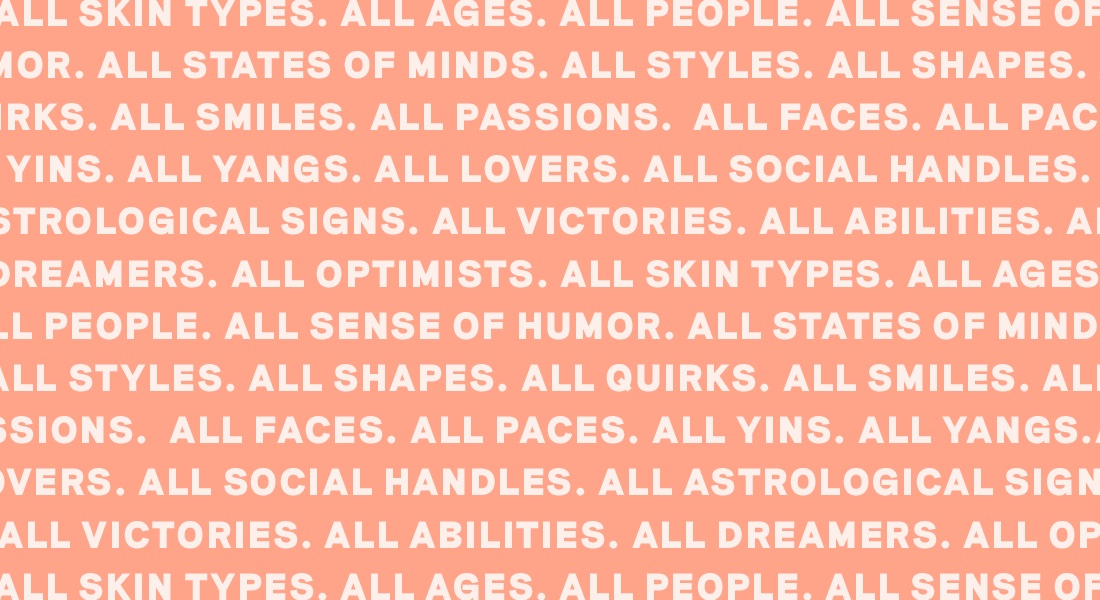 ALL SKIN TYPES. ALL AGES. ALL PEOPLE. ALL SENSE OF
MOR. ALL STATES OF MINDS. ALL STYLES. ALL SHAPES.
IRKS. ALL SMILES. ALL PASSIONS. ALL FACES. ALL PAC
YINS. ALL YANGS. ALL LOVERS. ALL SOCIAL HANDLES.
STROLOGICAL SIGNS. ALL VICTORIES. ALL ABILITIES. AL
DREAMERS. ALL OPTIMISTS. ALL SKIN TYPES. ALL AGES
LL PEOPLE. ALL SENSE OF HUMOR. ALL STATES OF MIND
ALL STYLES. ALL SHAPES. ALL QUIRKS. ALL SMILES. ALL
SSIONS. ALL FACES. ALL PACES. ALL YINS. ALL YANGS.
OVERS. ALL SOCIAL HANDLES. ALL ASTROLOGICAL SIGN
ALL VICTORIES. ALL ABILITIES. ALL DREAMERS. ALL OP
ALL SKIN TYPES. ALL AGES. ALL PEOPLE. ALL SENSE OF